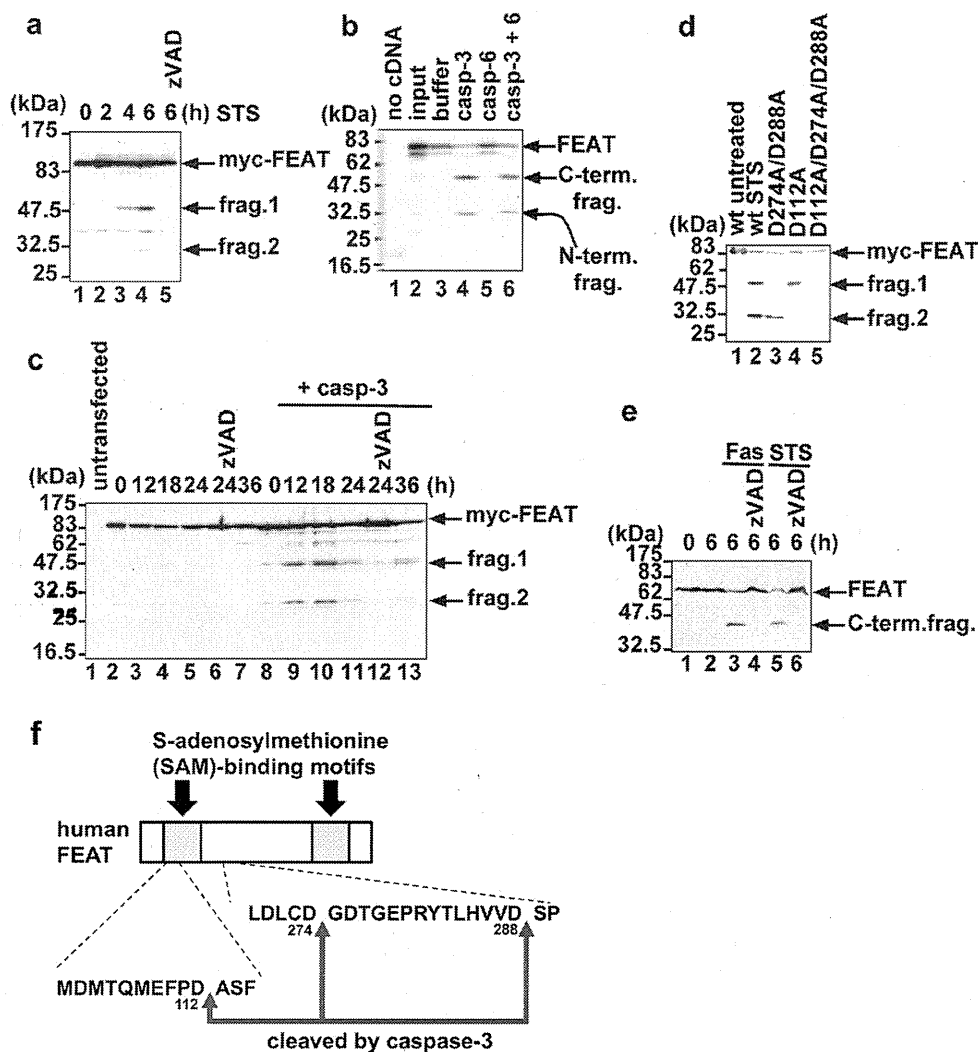 a
zVAD
(kDa) 0 2 4 6 6 (h) STS
175
83
47.5
32.5
25
myc-FEAT
frag.1
frag.2
1 2 3 4 5
b
no cDNA
input
buffer
casp-3
casp-6
casp-3 + 6
(kDa)
83
62
47.5
32.5
25
16.5
FEAT
C-term. frag.
N-term. frag.
1 2 3 4 5 6
c
untransfected
+ casp-3
zVAD
zVAD
(kDa) 0 12 18 24 24 36 0 12 18 24 24 36 (h)
175
83
62
47.5
32.5
25
16.5
myc-FEAT
frag.1
frag.2
1 2 3 4 5 6 7 8 9 10 11 12 13
d
wt untreated
wt STS
D274A/D288A
D112A
D112A/D274A/D288A
(kDa)
83
62
47.5
32.5
25
myc-FEAT
frag.1
frag.2
1 2 3 4 5
e
Fas STS
zVAD
zVAD
(kDa) 0 6 6 6 6 6 (h)
175
83
62
47.5
32.5
FEAT
C-term.frag.
1 2 3 4 5 6
f
S-adenosylmethionine
(SAM)-binding motifs
human
FEAT
LDLCD GDTGEPRYTLHVVD SP
274 288
MDMTQMEFPD ASF
112
cleaved by caspase-3